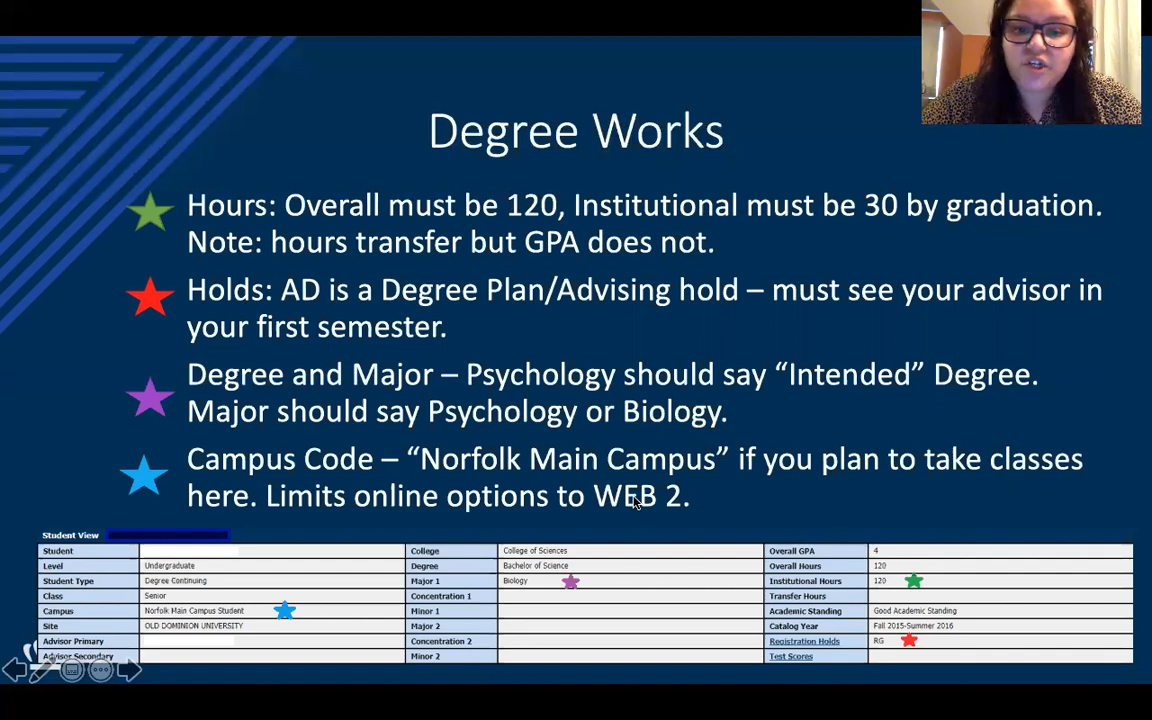 Degree Works
Hours: Overall must be 120, Institutional must be 30 by graduation.
Note: hours transfer but GPA does not.
Holds: AD is a Degree Plan/Advising hold – must see your advisor in
your first semester.
Degree and Major – Psychology should say “Intended” Degree.
Major should say Psychology or Biology.
Campus Code – “Norfolk Main Campus” if you plan to take classes
here. Limits online options to WEB 2.
Student View
Student College College of Sciences Overall GPA 4
Level Undergraduate Degree Bachelor of Science Overall Hours 120
Student Type Degree Continuing Major 1 Biology Institutional Hours 120
Class Senior Concentration 1 Transfer Hours
Campus Norfolk Main Campus Student Minor 1 Academic Standing Good Academic Standing
Site OLD DOMINION UNIVERSITY Major 2 Catalog Year Fall 2015-Summer 2016
Advisor Primary Concentration 2 Registration Holds RG
Advisor Secondary Minor 2 Test Scores